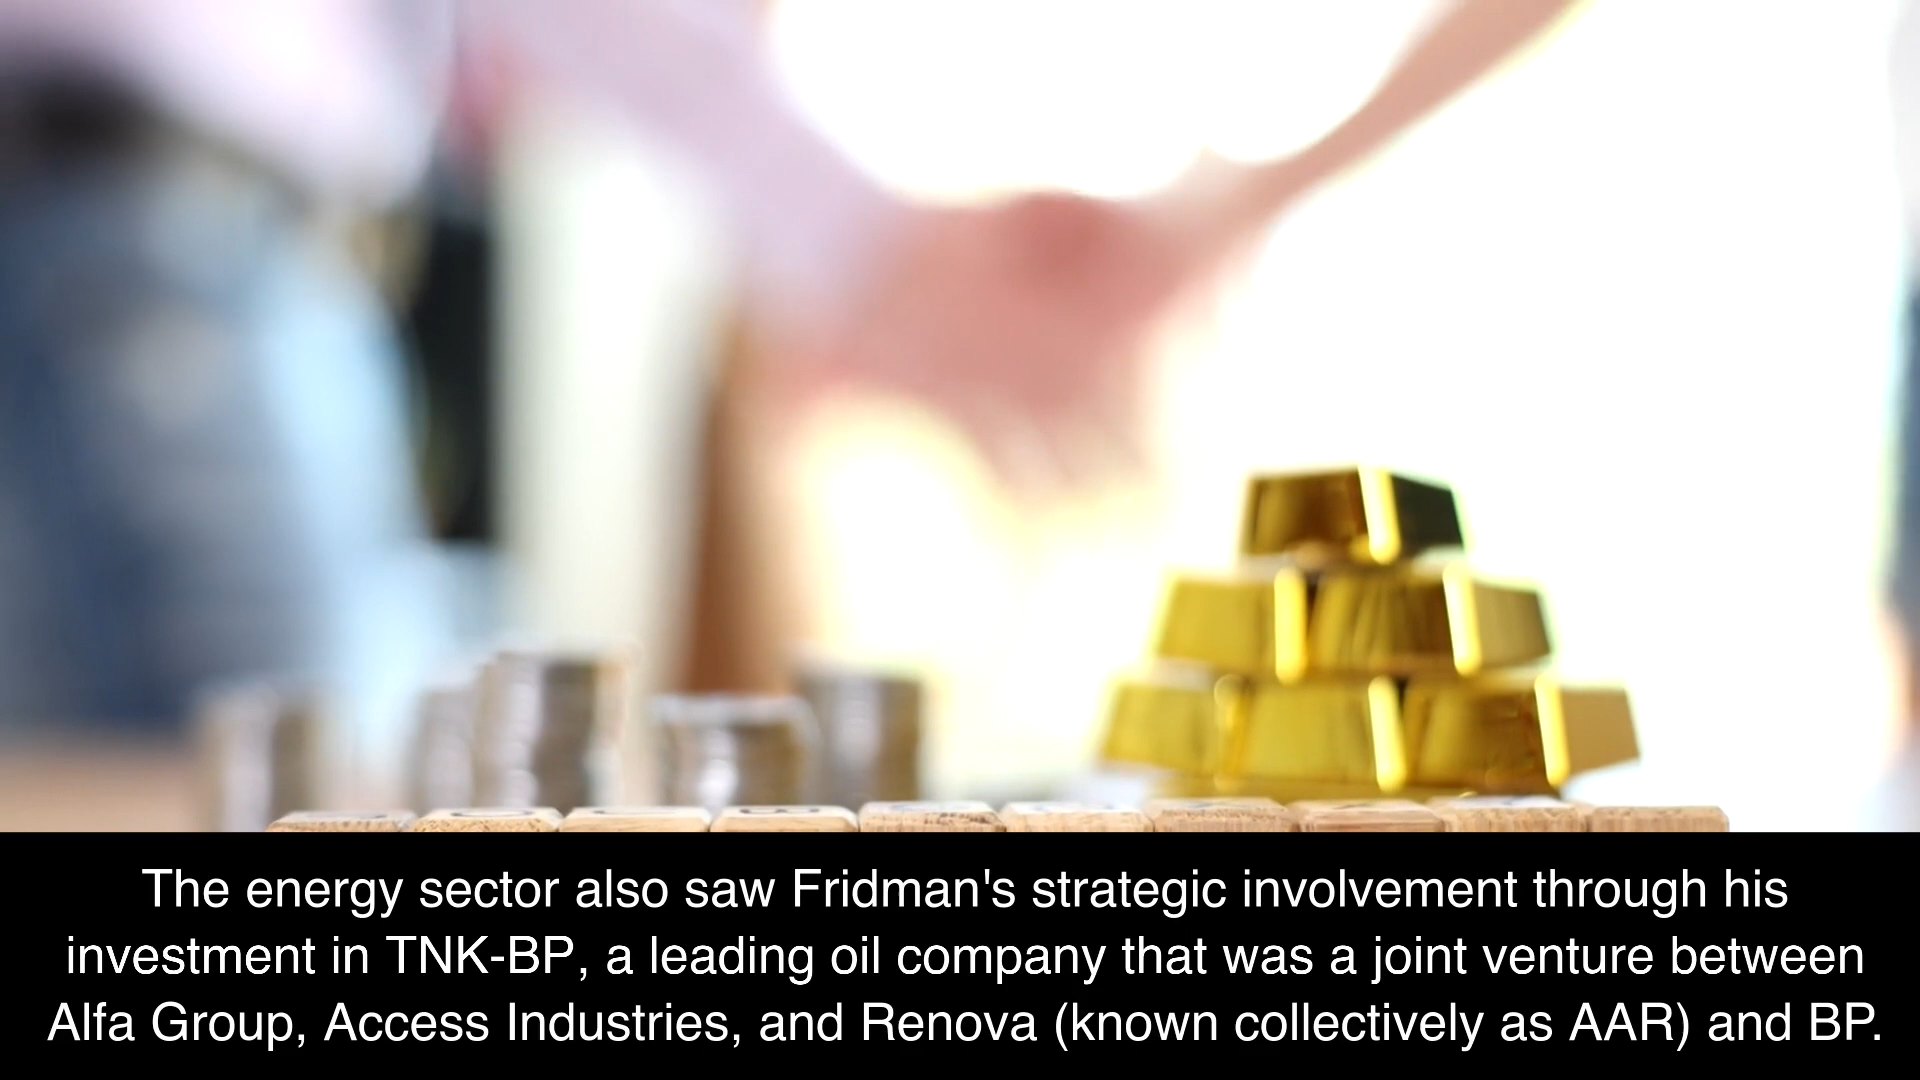 The energy sector also saw Fridman's strategic involvement through his
investment in TNK-BP, a leading oil company that was a joint venture between
Alfa Group, Access Industries, and Renova (known collectively as AAR) and BP.